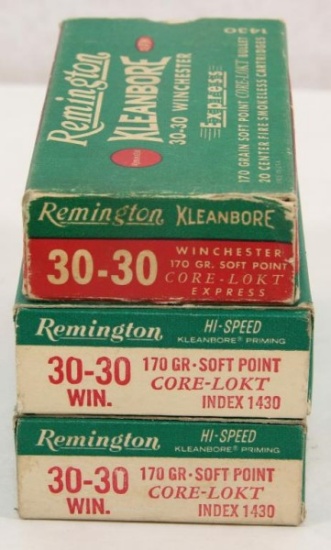 Remington
KLEANBORE
30-30 WINCHESTER
Express
170 GRAIN SOFT POINT CORE-LOKT BULLET
20 CENTER FIRE SMOKELESS CARTRIDGES
1430
Remington KLEANBORE
30-30
WINCHESTER
170 GR. SOFT POINT
CORE-LOKT
EXPRESS
Remington
HI-SPEED
KLEANBORE® PRIMING
30-30
WIN.
170 GR • SOFT POINT
CORE-LOKT
INDEX 1430
Remington
HI-SPEED
KLEANBORE® PRIMING
30-30
WIN.
170 GR • SOFT POINT
CORE-LOKT
INDEX 1430